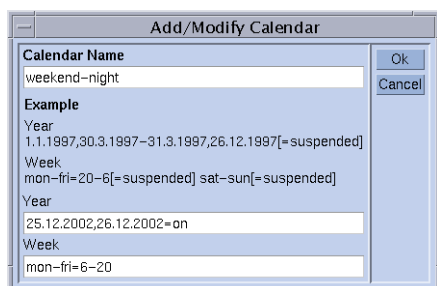 Add/Modify Calendar
Calendar Name
Ok
weekend-night
Cancel
Example
Year
1.1.1997,30.3.1997-31.3.1997,26.12.1997[=suspended]
Week
mon-fri=20-6[=suspended] sat-sun[=suspended]
Year
25.12.2002,26.12.2002=on
Week
mon-fri=6-20